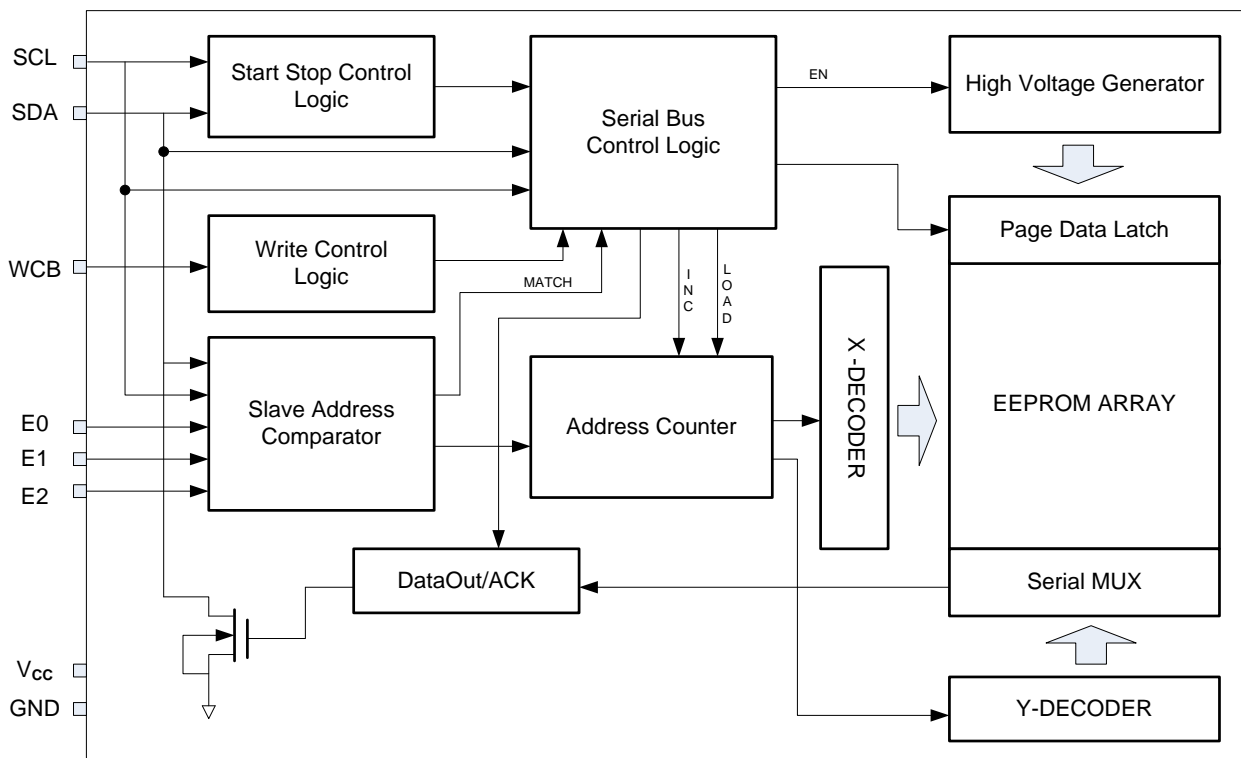 SCL
SDA
WCB
E0
E1
E2
Vcc
GND
Start Stop Control
Logic
Write Control
Logic
Slave Address
Comparator
Serial Bus
Control Logic
MATCH
INC
LOAD
Address Counter
DataOut/ACK
EN
High Voltage Generator
Page Data Latch
X -DECODER
EEPROM ARRAY
Serial MUX
Y-DECODER